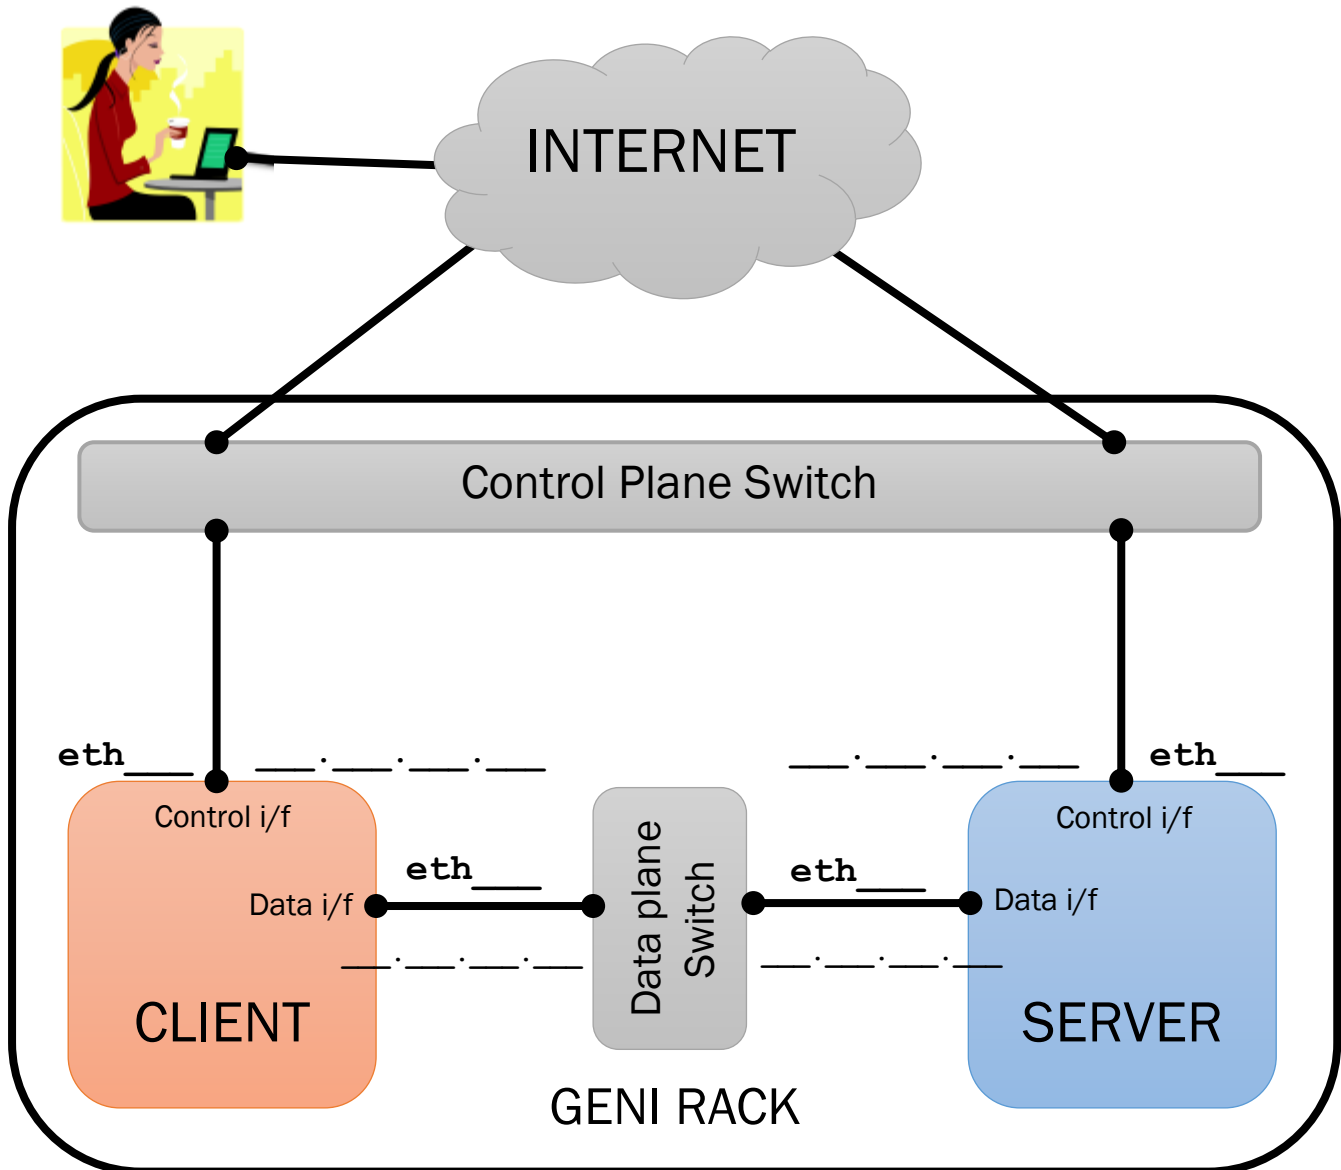 INTERNET
Control Plane Switch
eth___ ___.___.___.___ ___.___.___.___ eth___
Control i/f Control i/f
eth___ eth___
Data i/f Data i/f
Data plane
Switch
___.___.___.___ ___.___.___.___
CLIENT SERVER
GENI RACK